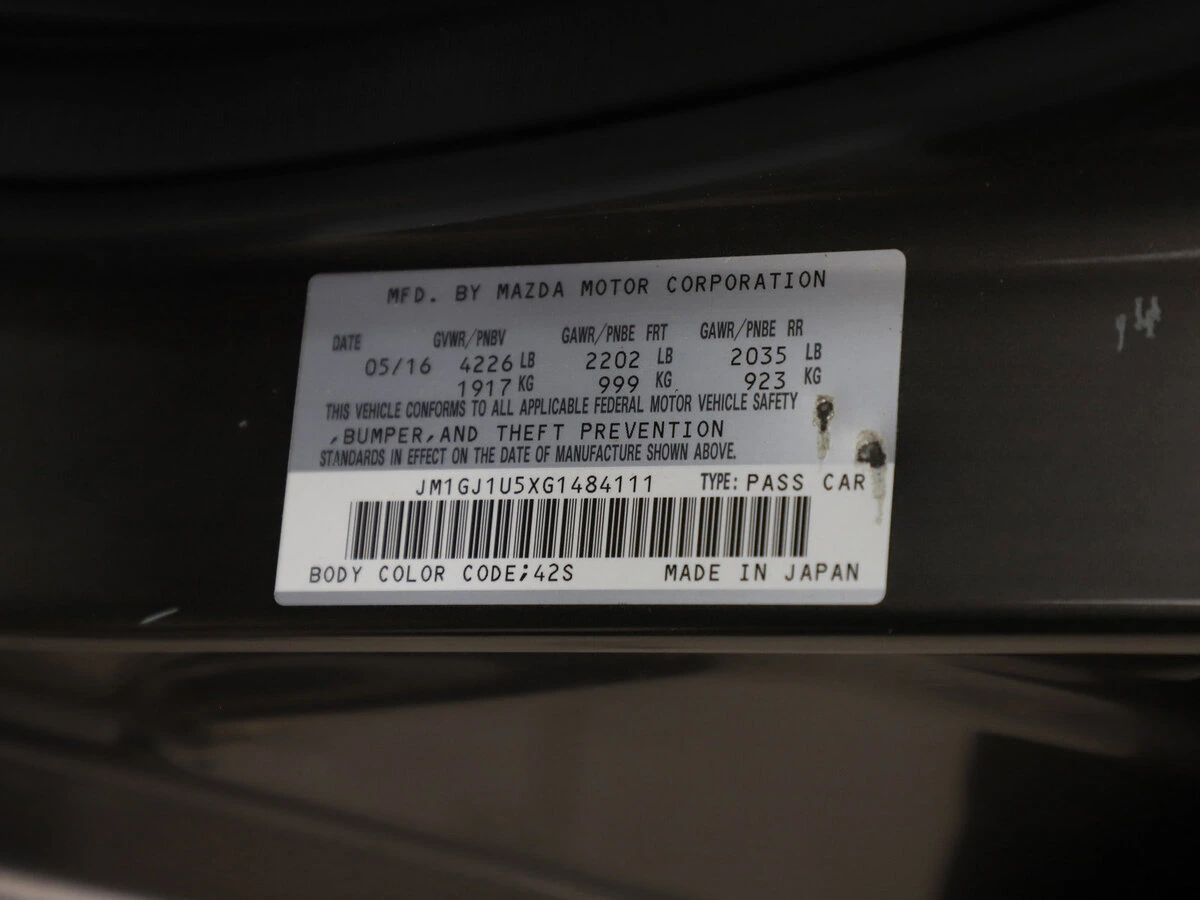 MFD. BY MAZDA MOTOR CORPORATION
DATE GVWR/PNBV GAWR/PNBE FRT GAWR/PNBE RR
05/16 4226 LB 2202 LB 2035 LB
1917 KG 999 KG 923 KG
THIS VEHICLE CONFORMS TO ALL APPLICABLE FEDERAL MOTOR VEHICLE SAFETY
,BUMPER,AND THEFT PREVENTION
STANDARDS IN EFFECT ON THE DATE OF MANUFACTURE SHOWN ABOVE.
JM1GJ1U5XG1484111 TYPE: PASS CAR
BODY COLOR CODE;42S MADE IN JAPAN